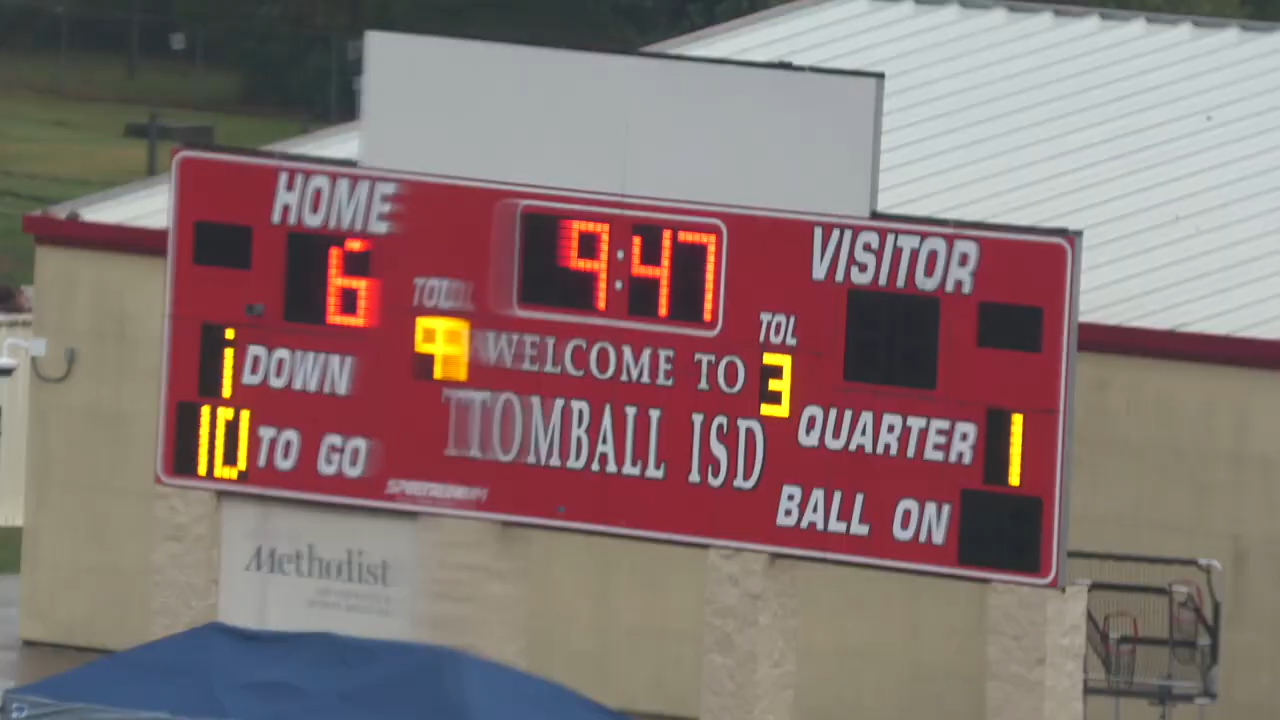 HOME
9:47
VISITOR
6
TOL
TOL
WELCOME TO
3
1 DOWN
TOMBALL ISD
QUARTER 1
10 TO GO
BALL ON
Methodist